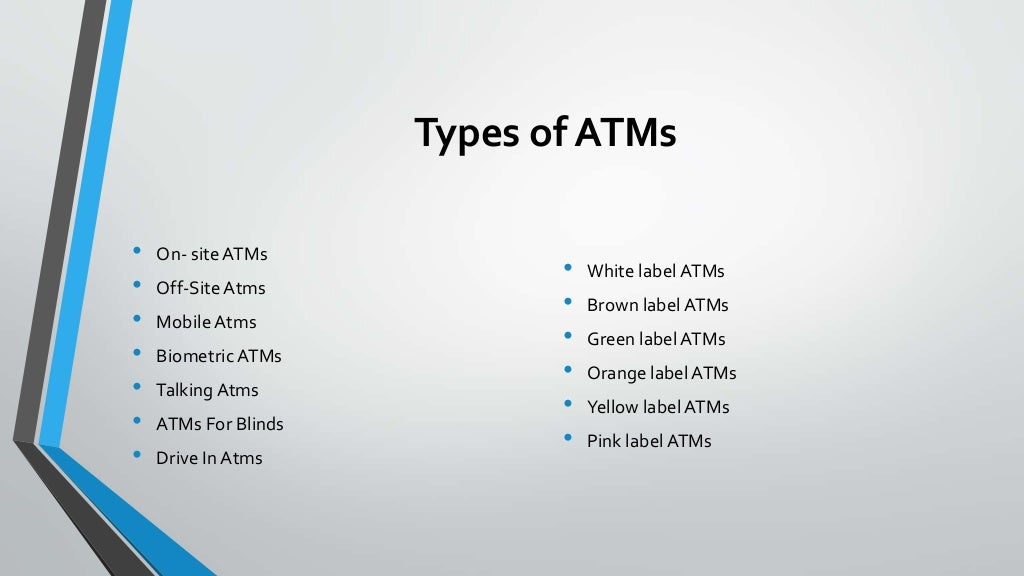 Types of ATMs
• On- site ATMs
• Off-Site Atms
• Mobile Atms
• Biometric ATMs
• Talking Atms
• ATMs For Blinds
• Drive In Atms
• White label ATMs
• Brown label ATMs
• Green label ATMs
• Orange label ATMs
• Yellow label ATMs
• Pink label ATMs